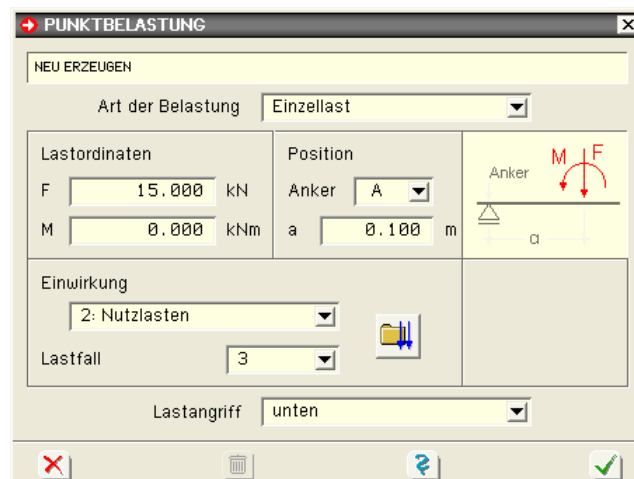 PUNKTBELASTUNG
NEU ERZEUGEN
Art der Belastung Einzellast
Lastordinaten
F 15.000 kN
M 0.000 kNm
Position
Anker A
a 0.100 m
M F
Anker
a
Einwirkung
2: Nutzlasten
Lastfall 3
Lastangriff unten